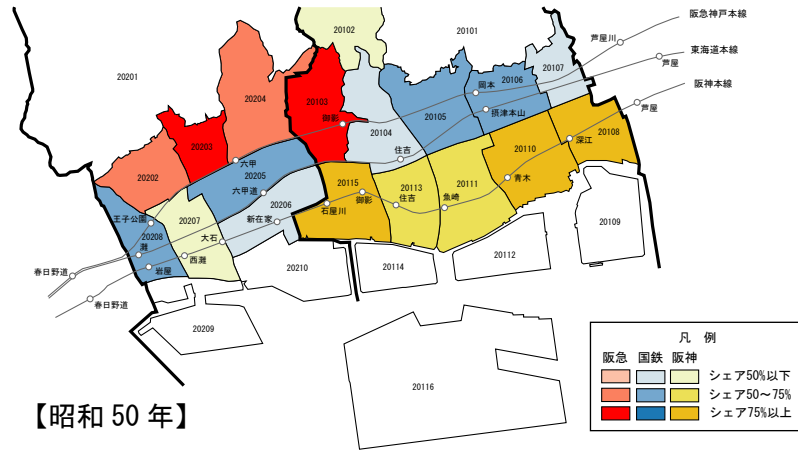 阪急神戸本線
20102
20101
芦屋川
東海道本線
芦屋
20201
20107
阪神本線
20106
岡本
20204
20103
芦屋
摂津本山
御影
20105
20104
20203
深江
20108
住吉
20110
六甲
20202
20205
青木
六甲道
20115
20113
20111
御影
20206
住吉
魚崎
石屋川
20207
王子公園
新在家
20109
20208
大石
灘
西灘
20112
岩屋
20210
20114
春日野道
春日野道
20209
20116
凡 例
阪急 国鉄 阪神
シェア50%以下
シェア50~75%
シェア75%以上
【昭和 50 年】